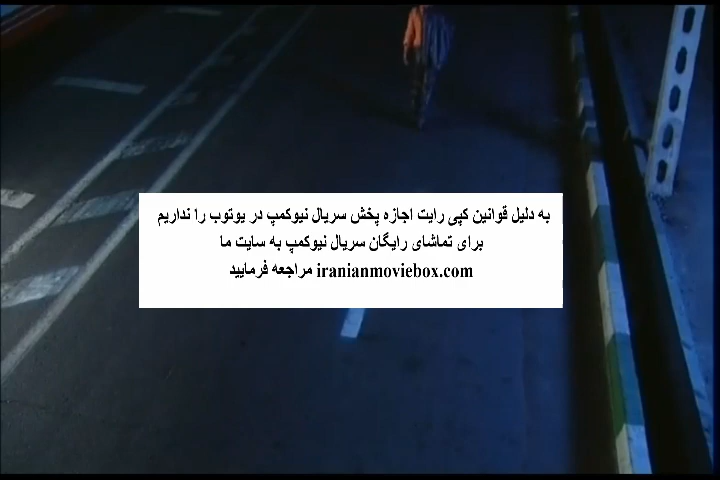 به دلیل قوانین کپی رایت اجازه پخش سریال نیوکمپ در یوتوب را نداریم
برای تماشای رایگان سریال نیوکمپ به سایت ما
iranianmoviebox.com مراجعه فرمایید